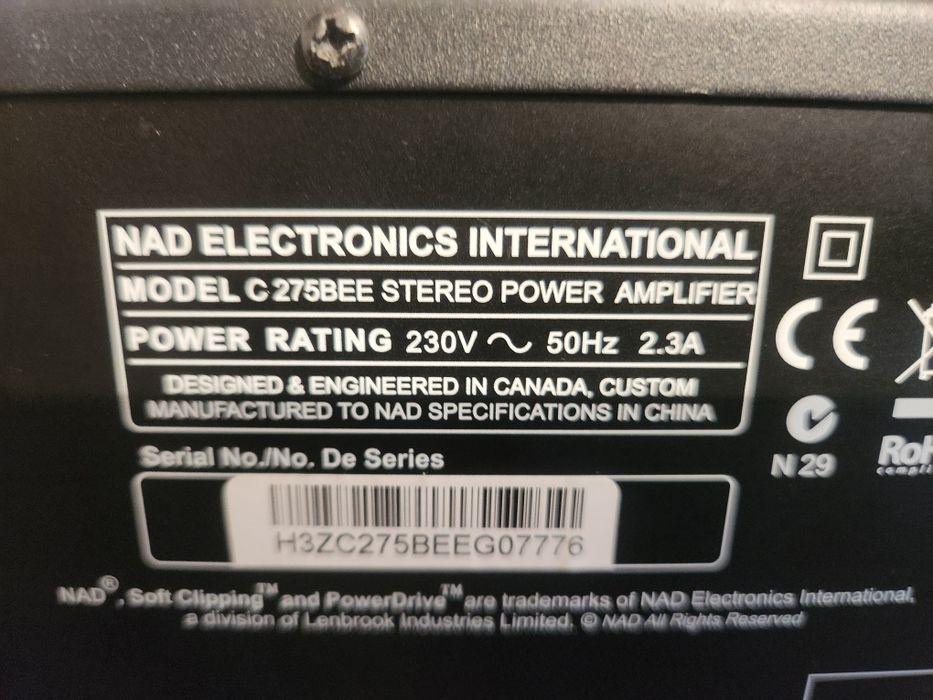 NAD ELECTRONICS INTERNATIONAL
MODEL C 275BEE STEREO POWER AMPLIFIER
POWER RATING 230V ~ 50Hz 2.3A
DESIGNED & ENGINEERED IN CANADA, CUSTOM
MANUFACTURED TO NAD SPECIFICATIONS IN CHINA
CE
N 29
RoH
compli
Serial No./No. De Series
H3ZC275BEEG07776
NAD®, Soft Clipping™ and PowerDrive™ are trademarks of NAD Electronics International,
a division of Lenbrook Industries Limited. © NAD All Rights Reserved